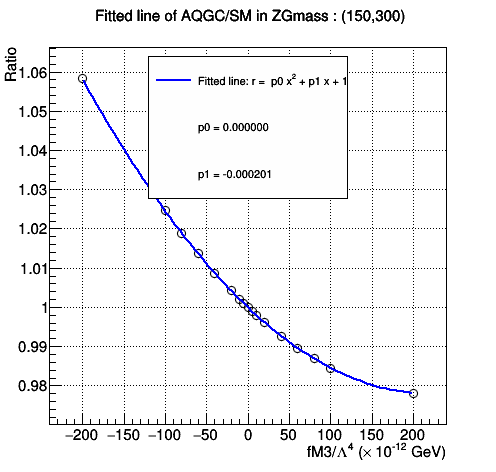 Fitted line of AQGC/SM in ZGmass : (150,300)
Ratio
Fitted line: r = p0 x² + p1 x + 1
p0 = 0.000000
p1 = -0.000201
1.06
1.05
1.04
1.03
1.02
1.01
1
0.99
0.98
−200 −150 −100 −50 0 50 100 150 200
fM3/Λ⁴ (× 10⁻¹² GeV)